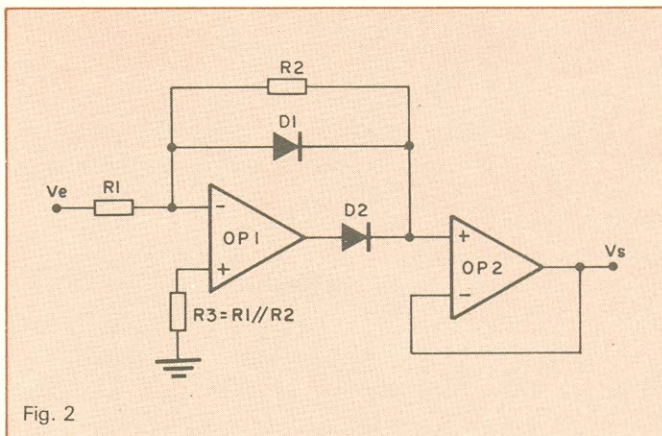 R2
D1
Ve
R1
-
OP1
+
D2
+
OP2
-
Vs
R3=R1//R2
Fig. 2